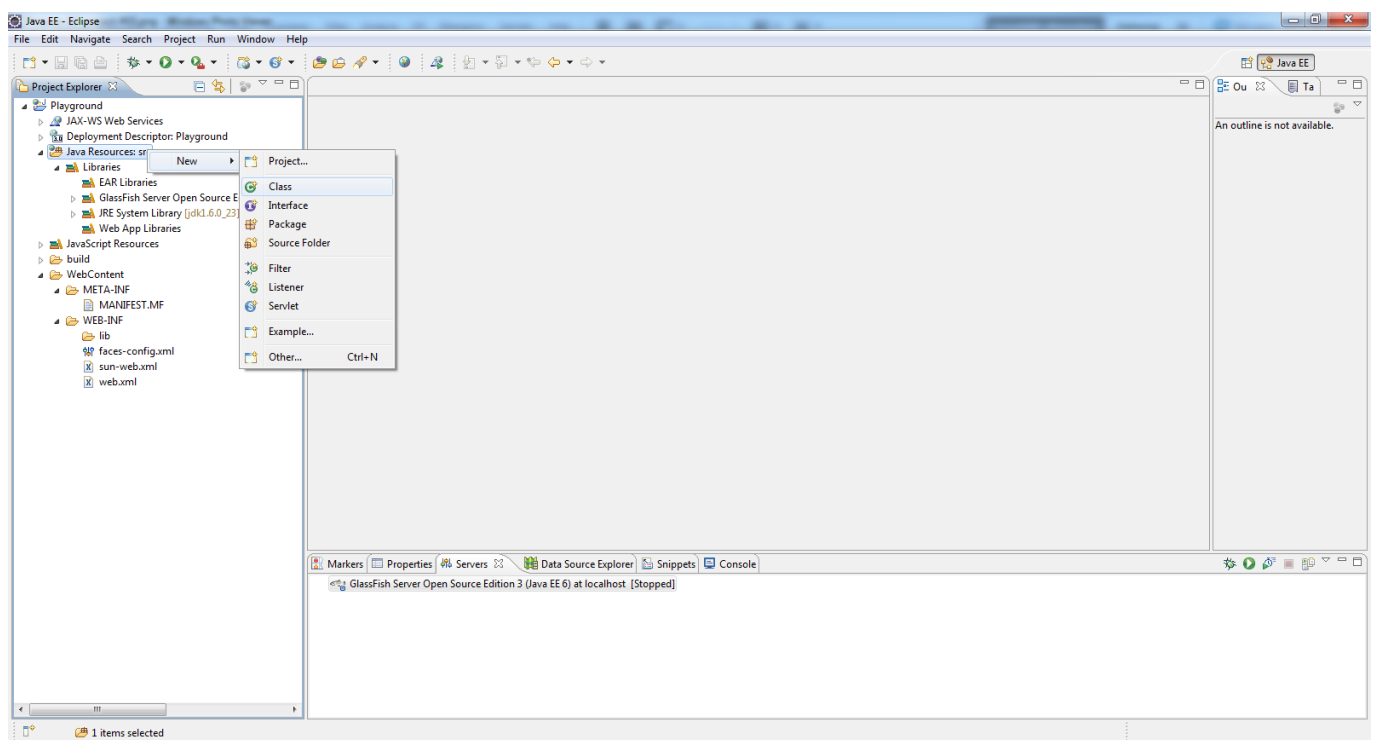 Java EE - Eclipse
File Edit Navigate Search Project Run Window Help
Java EE
Project Explorer
Ou
Ta
Playground
JAX-WS Web Services
Deployment Descriptor: Playground
An outline is not available.
Java Resources: sr
New
Project...
Libraries
EAR Libraries
Class
GlassFish Server Open Source E
Interface
JRE System Library [jdk1.6.0_23]
Package
Web App Libraries
JavaScript Resources
Source Folder
build
Filter
WebContent
META-INF
Listener
MANIFEST.MF
Servlet
WEB-INF
lib
Example...
faces-config.xml
Other... Ctrl+N
sun-web.xml
web.xml
Markers Properties Servers Data Source Explorer Snippets Console
GlassFish Server Open Source Edition 3 (Java EE 6) at localhost [Stopped]
1 items selected